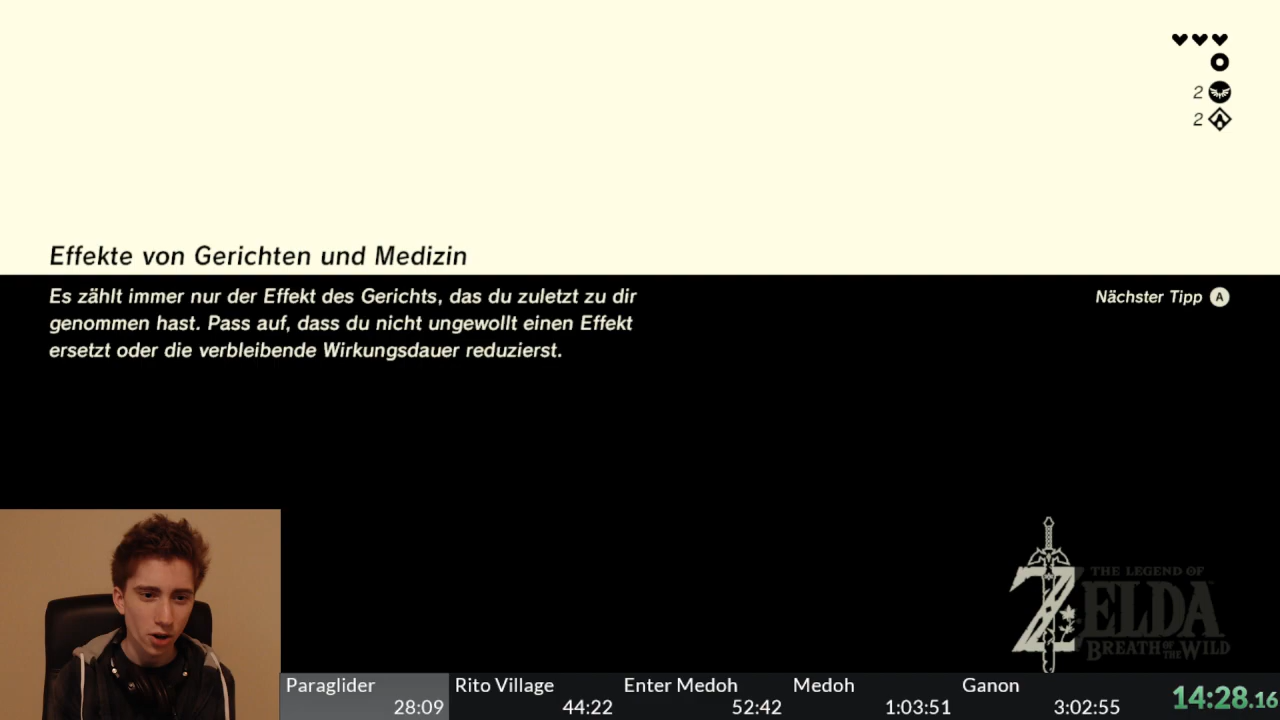 2
2
Effekte von Gerichten und Medizin
Es zählt immer nur der Effekt des Gerichts, das du zuletzt zu dir
genommen hast. Pass auf, dass du nicht ungewollt einen Effekt
ersetzt oder die verbleibende Wirkungsdauer reduzierst.
Nächster Tipp A
THE LEGEND OF
ZELDA
BREATH OF THE WILD
Paraglider Rito Village Enter Medoh Medoh Ganon
28:09 44:22 52:42 1:03:51 3:02:55
14:28.16